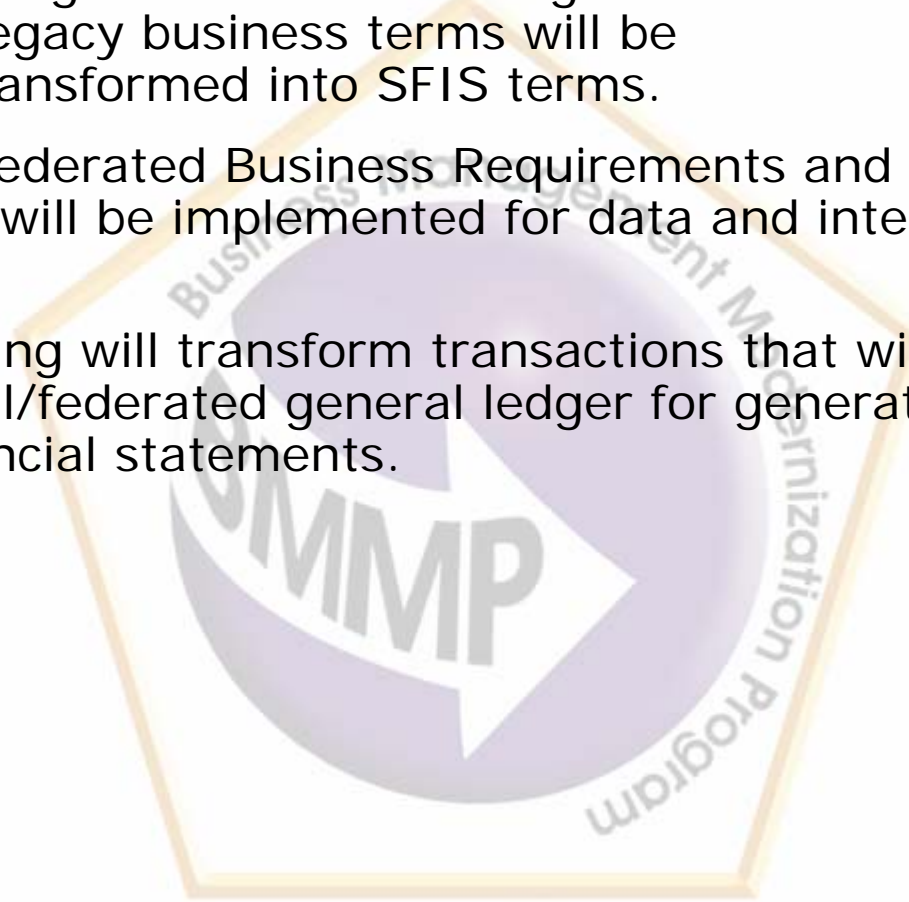 egacy business terms will be
ansformed into SFIS terms.
ederated Business Requirements and
will be implemented for data and inte
ng will transform transactions that wi
l/federated general ledger for generat
ncial statements.
Business Management Modernization Program
BMMP